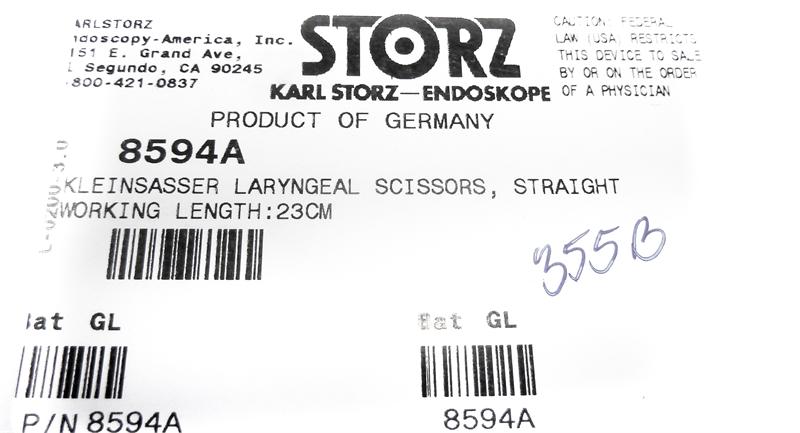 ARLSTORZ
doscopy-America, Inc.
151 E. Grand Ave,
Segundo, CA 90245
800-421-0837
STORZ
KARL STORZ—ENDOSKOPE
CAUTION: FEDERAL
LAW (USA) RESTRICTS
THIS DEVICE TO SALE
BY OR ON THE ORDER
OF A PHYSICIAN
PRODUCT OF GERMANY
8594A
KLEINSASSER LARYNGEAL SCISSORS, STRAIGHT
WORKING LENGTH:23CM
355B
Bat GL
Bat GL
P/N 8594A
8594A